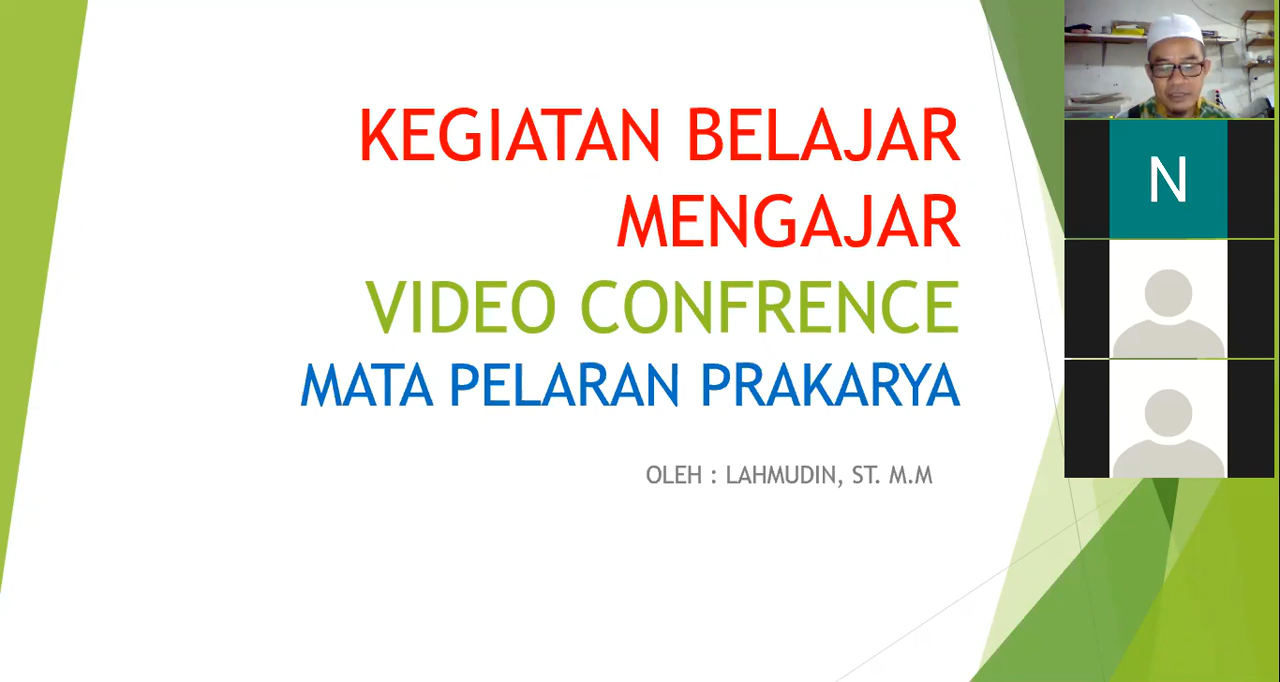 KEGIATAN BELAJAR
MENGAJAR
VIDEO CONFRENCE
MATA PELARAN PRAKARYA
OLEH : LAHMUDIN, ST. M.M
N